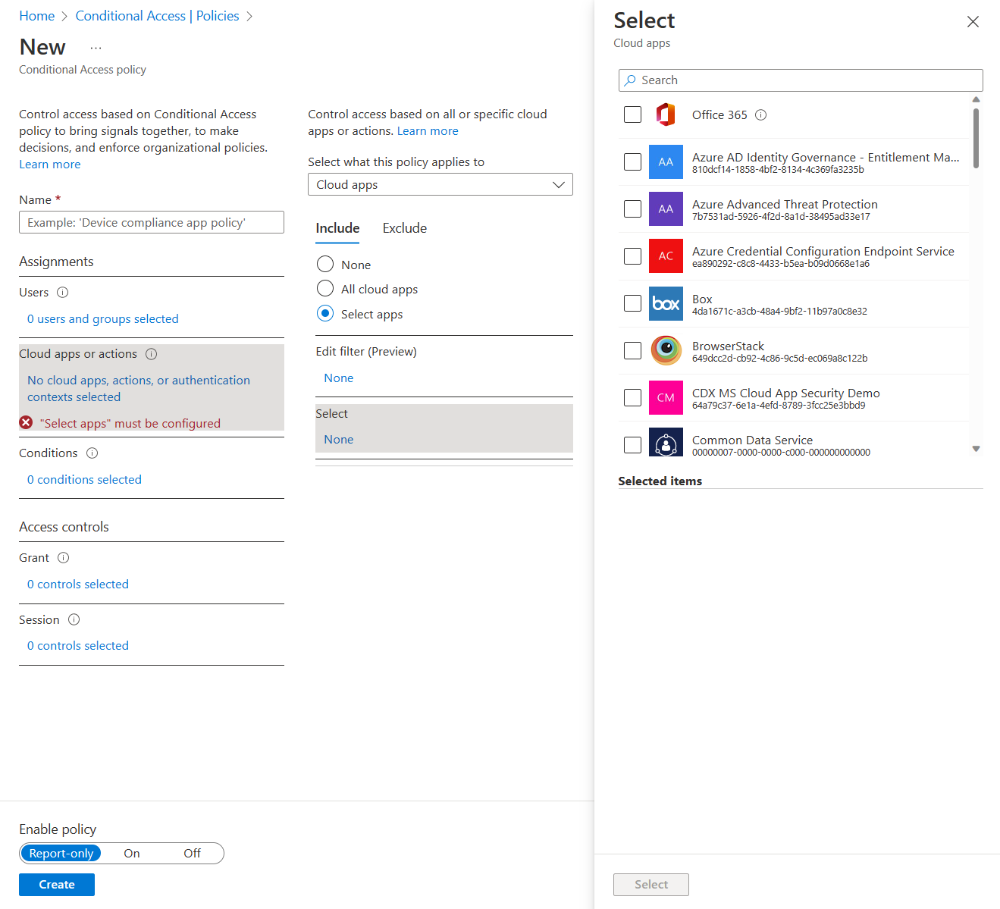 Home > Conditional Access | Policies >
New ...
Conditional Access policy
Control access based on Conditional Access
policy to bring signals together, to make
decisions, and enforce organizational policies.
Learn more
Name *
Example: 'Device compliance app policy'
Assignments
Users
0 users and groups selected
Cloud apps or actions
No cloud apps, actions, or authentication
contexts selected
"Select apps" must be configured
Conditions
0 conditions selected
Access controls
Grant
0 controls selected
Session
0 controls selected
Enable policy
Report-only On Off
Create
Control access based on all or specific cloud
apps or actions. Learn more
Select what this policy applies to
Cloud apps
Include Exclude
None
All cloud apps
Select apps
Edit filter (Preview)
None
Select
None
Select
Cloud apps
Search
Office 365
AA
Azure AD Identity Governance - Entitlement Ma...
810dcf14-1858-4bf2-8134-4c369fa3235b
AA
Azure Advanced Threat Protection
7b7531ad-5926-4f2d-8a1d-38495ad33e17
AC
Azure Credential Configuration Endpoint Service
ea890292-c8c8-4433-b5ea-b09d0668e1a6
box
Box
4da1671c-a3cb-48a4-9bf2-11b97a0c8e32
BrowserStack
649dcc2d-cb92-4c86-9c5d-ec069a8c122b
CM
CDX MS Cloud App Security Demo
64a79c37-6e1a-4efd-8789-3fcc25e3bbd9
Common Data Service
00000007-0000-0000-c000-000000000000
Selected items
Select